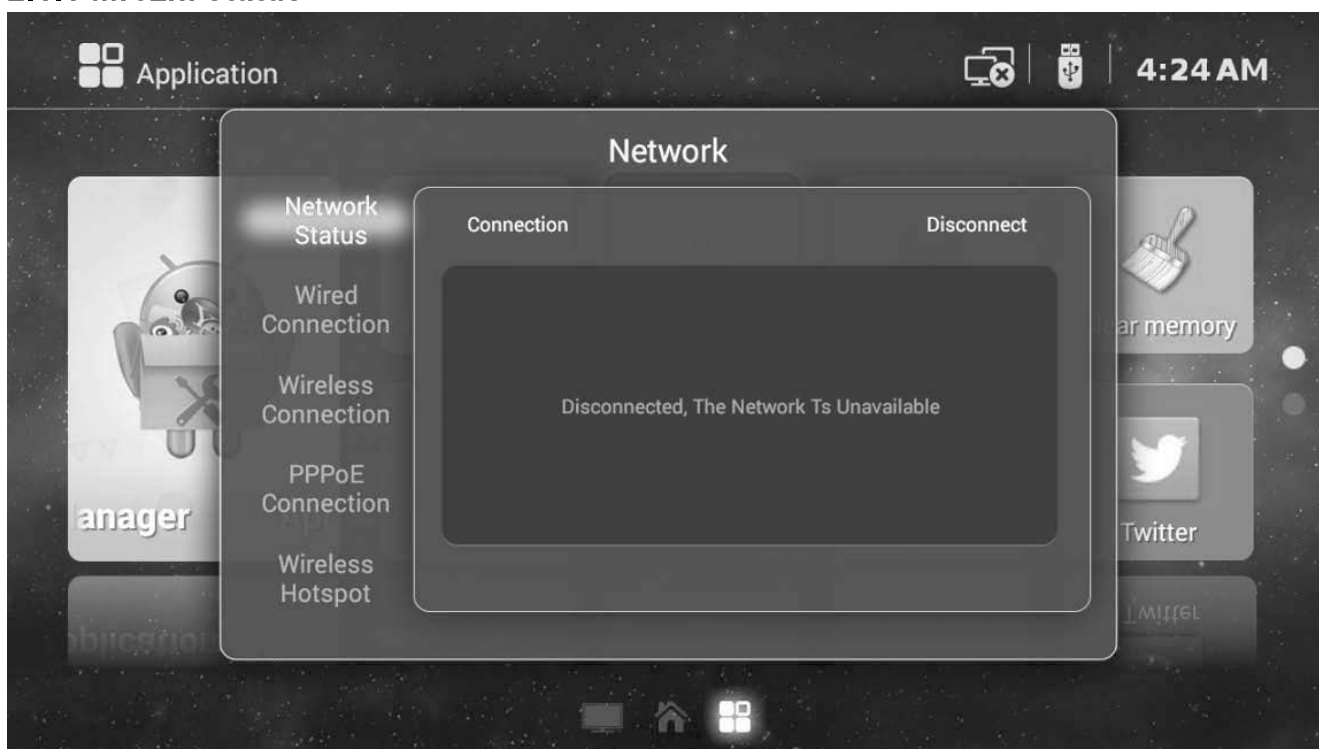 Application
4:24 AM
Network
Network
Status
Connection
Disconnect
Wired
Connection
Wireless
Connection
Disconnected, The Network Ts Unavailable
PPPoE
Connection
Wireless
Hotspot
ar memory
anager
Twitter
Twitter